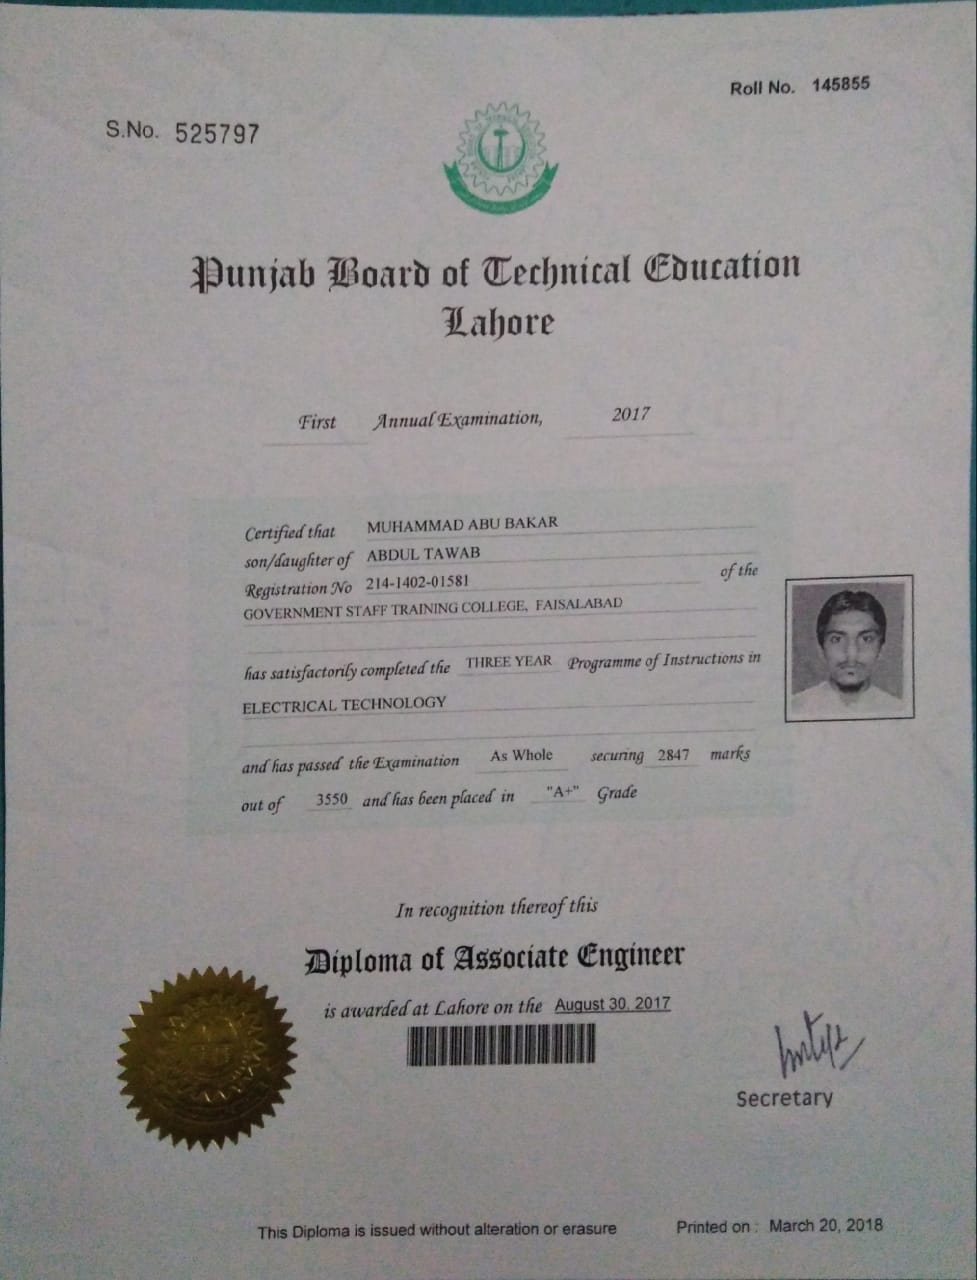 Roll No. 145855
S.No. 525797
Punjab Board of Technical Education
Lahore
First Annual Examination, 2017
Certified that MUHAMMAD ABU BAKAR
son/daughter of ABDUL TAWAB
Registration No 214-1402-01581 of the
GOVERNMENT STAFF TRAINING COLLEGE, FAISALABAD
has satisfactorily completed the THREE YEAR Programme of Instructions in
ELECTRICAL TECHNOLOGY
and has passed the Examination As Whole securing 2847 marks
out of 3550 and has been placed in "A+" Grade
In recognition thereof this
Diploma of Associate Engineer
is awarded at Lahore on the August 30, 2017
Secretary
This Diploma is issued without alteration or erasure Printed on : March 20, 2018